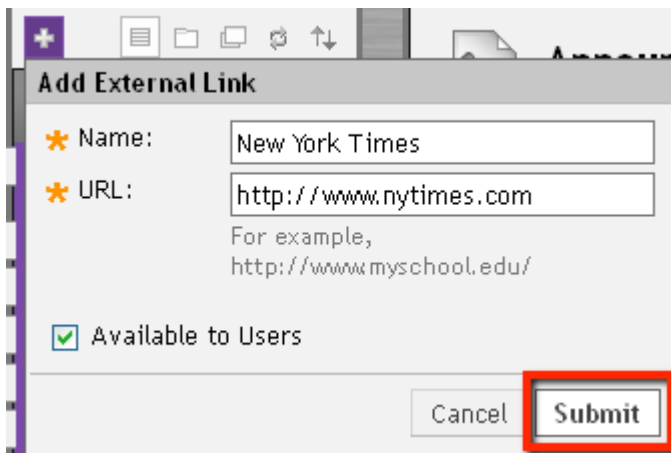 Add External Link
Name:
New York Times
URL:
http://www.nytimes.com
For example,
http://www.myschool.edu/
Available to Users
Cancel
Submit